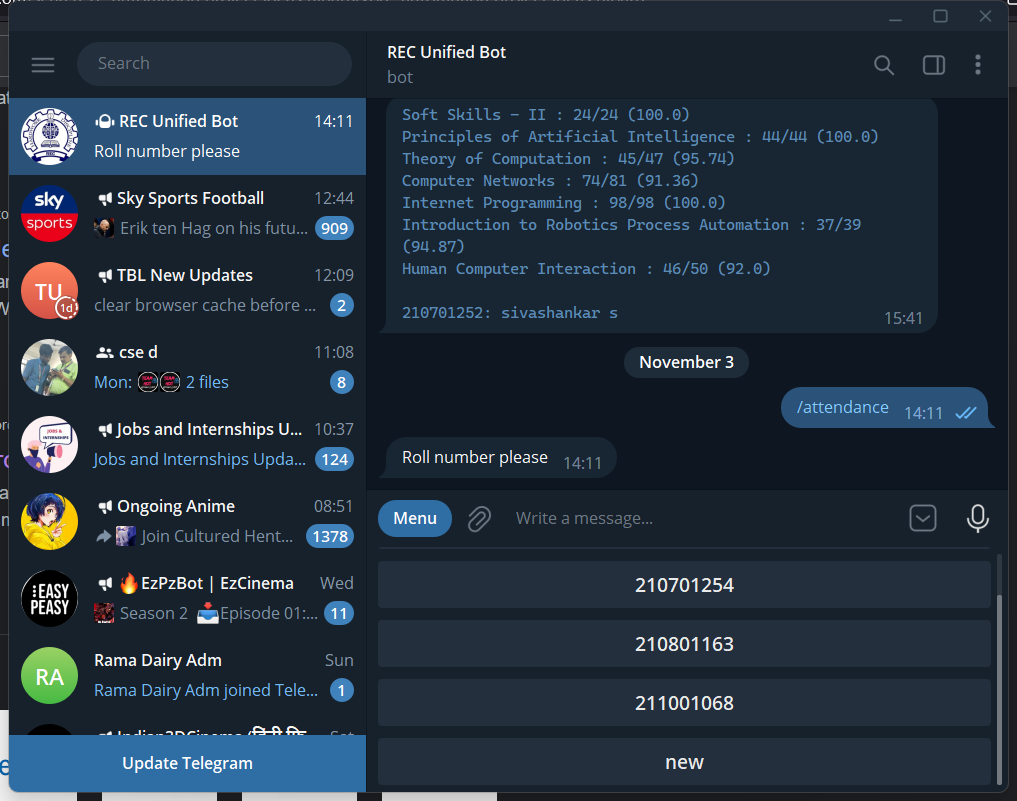 Search
REC Unified Bot
bot
REC Unified Bot 14:11
Roll number please
sky
sports
Sky Sports Football 12:44
Erik ten Hag on his futu... 909
TU
1d
TBL New Updates 12:09
clear browser cache before ... 2
cse d 11:08
Mon: 2 files 8
JOBS &
INTERNSHIPS
Jobs and Internships U... 10:37
Jobs and Internships Upda... 124
Ongoing Anime 08:51
Join Cultured Hent... 1378
EASY
PEASY
🔥EzPzBot | EzCinema Wed
Season 2 📥Episode 01:... 11
RA
Rama Dairy Adm Sun
Rama Dairy Adm joined Tele... 1
Update Telegram
Soft Skills – II : 24/24 (100.0)
Principles of Artificial Intelligence : 44/44 (100.0)
Theory of Computation : 45/47 (95.74)
Computer Networks : 74/81 (91.36)
Internet Programming : 98/98 (100.0)
Introduction to Robotics Process Automation : 37/39
(94.87)
Human Computer Interaction : 46/50 (92.0)
210701252: sivashankar s
15:41
November 3
/attendance 14:11
Roll number please 14:11
Menu
Write a message...
210701254
210801163
211001068
new